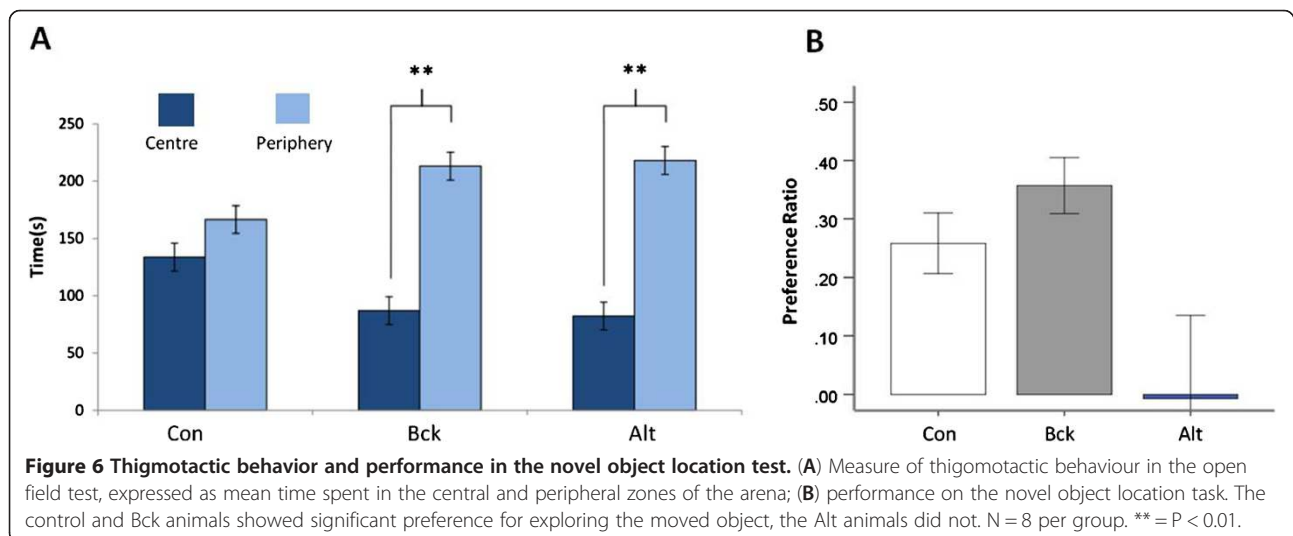 A
B
**
**
Centre
Periphery
250
200
150
100
50
0
Time(s)
Con
Bck
Alt
.50
.40
.30
.20
.10
.00
Preference Ratio
Con
Bck
Alt
Figure 6 Thigmotactic behavior and performance in the novel object location test. (A) Measure of thigomotactic behaviour in the open
field test, expressed as mean time spent in the central and peripheral zones of the arena; (B) performance on the novel object location task. The
control and Bck animals showed significant preference for exploring the moved object, the Alt animals did not. N = 8 per group. ** = P < 0.01.